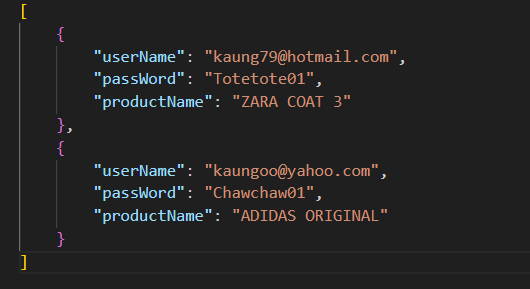 [
    {
        "userName": "kaung79@hotmail.com",
        "passWord": "Totetote01",
        "productName": "ZARA COAT 3"
    },
    {
        "userName": "kaungoo@yahoo.com",
        "passWord": "Chawchaw01",
        "productName": "ADIDAS ORIGINAL"
    }
]